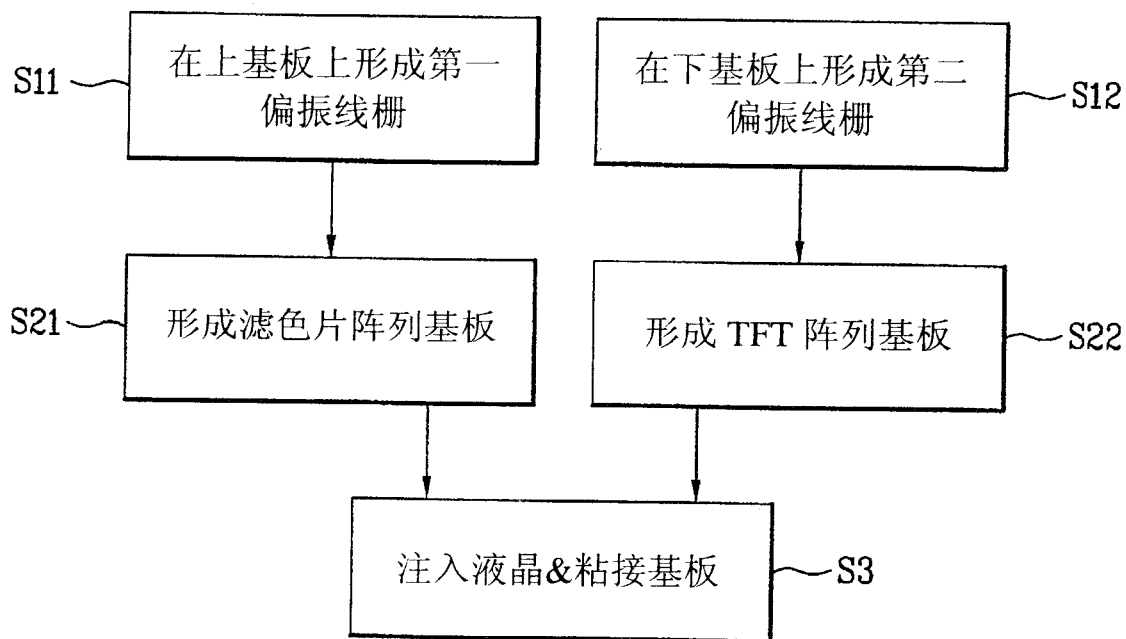 S11
在上基板上形成第一
偏振线栅
在下基板上形成第二
偏振线栅
S12
S21
形成滤色片阵列基板
形成 TFT 阵列基板
S22
注入液晶&粘接基板
S3